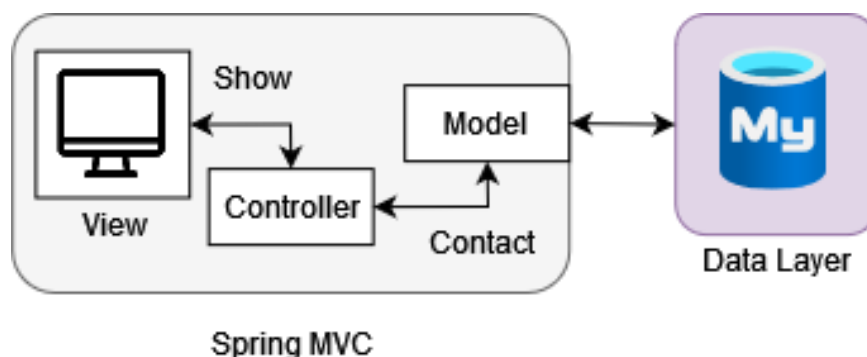 Show
Model
My
Controller
View
Contact
Data Layer
Spring MVC